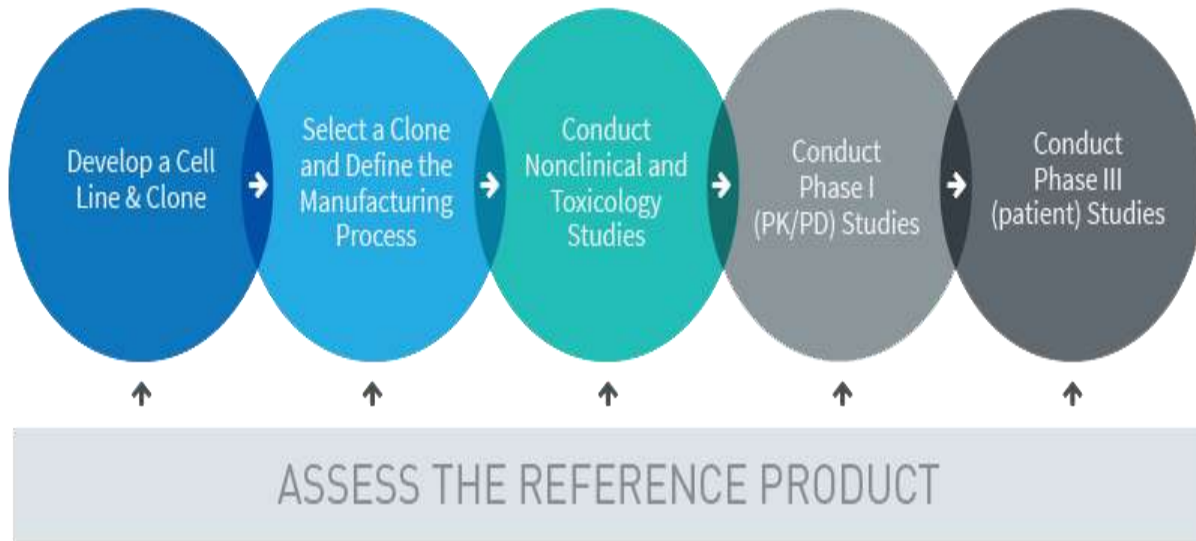 Develop a Cell
Line & Clone
Select a Clone
and Define the
Manufacturing
Process
Conduct
Nonclinical and
Toxicology
Studies
Conduct
Phase I
(PK/PD) Studies
Conduct
Phase III
(patient) Studies
ASSESS THE REFERENCE PRODUCT